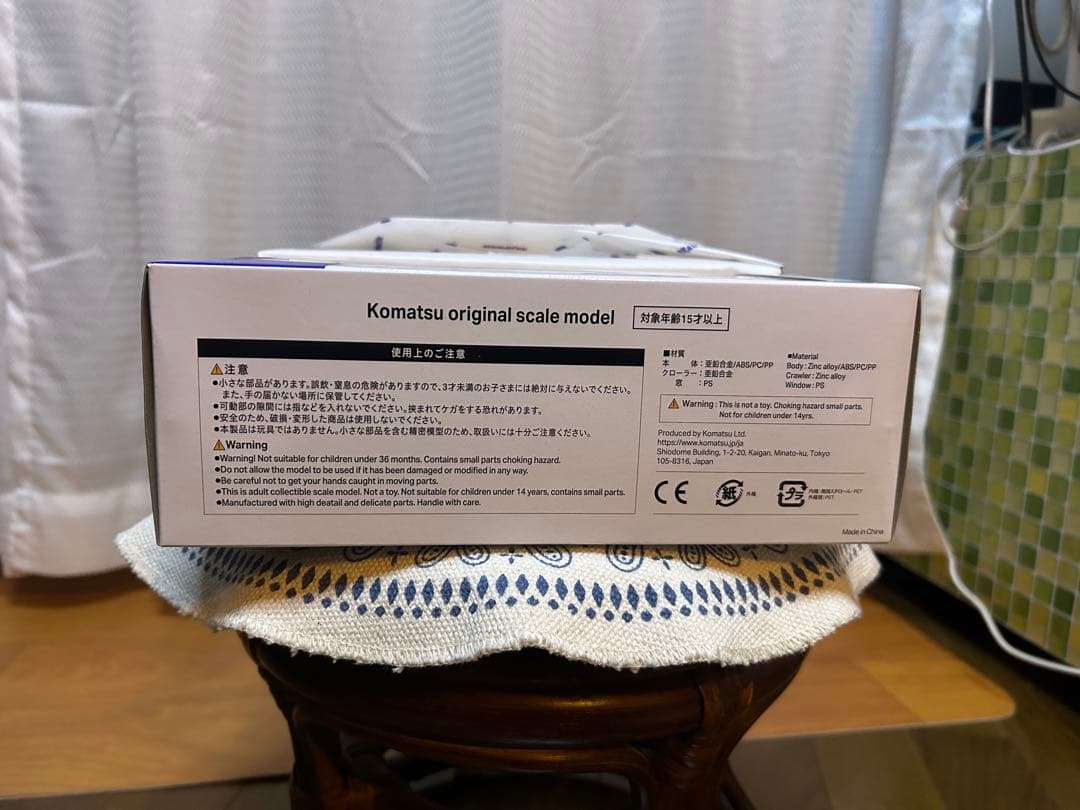 Komatsu original scale model
対象年齢15才以上
使用上のご注意
注意
●小さな部品があります。誤飲・窒息の危険がありますので、3才未満のお子さまには絶対に与えないでください。
また、手の届かない場所に保管してください。
●可動部の隙間には指などを入れないでください。挟まれてケガをする恐れがあります。
●安全のため、破損・変形した商品は使用しないでください。
●本製品は玩具ではありません。小さな部品を含む精密模型のため、取扱いには十分ご注意ください。
Warning
●Warning! Not suitable for children under 36 months. Contains small parts choking hazard.
●Do not allow the model to be used if it has been damaged or modified in any way.
●Be careful not to get your hands caught in moving parts.
●This is adult collectible scale model. Not a toy. Not suitable for children under 14 years, contains small parts.
●Manufactured with high deatail and delicate parts. Handle with care.
■材質
本 体：亜鉛合金/ABS/PC/PP
クローラー：亜鉛合金
窓 ：PS
■Material
Body : Zinc alloy/ABS/PC/PP
Crawler : Zinc alloy
Window : PS
Warning : This is not a toy. Choking hazard small parts.
Not for children under 14yrs.
Produced by Komatsu Ltd.
https://www.komatsu.jp/ja
Shiodome Building, 1-2-20, Kaigan, Minato-ku, Tokyo
105-8316, Japan
CE
紙 外箱
プラ
外箱窓：PET
Made in China